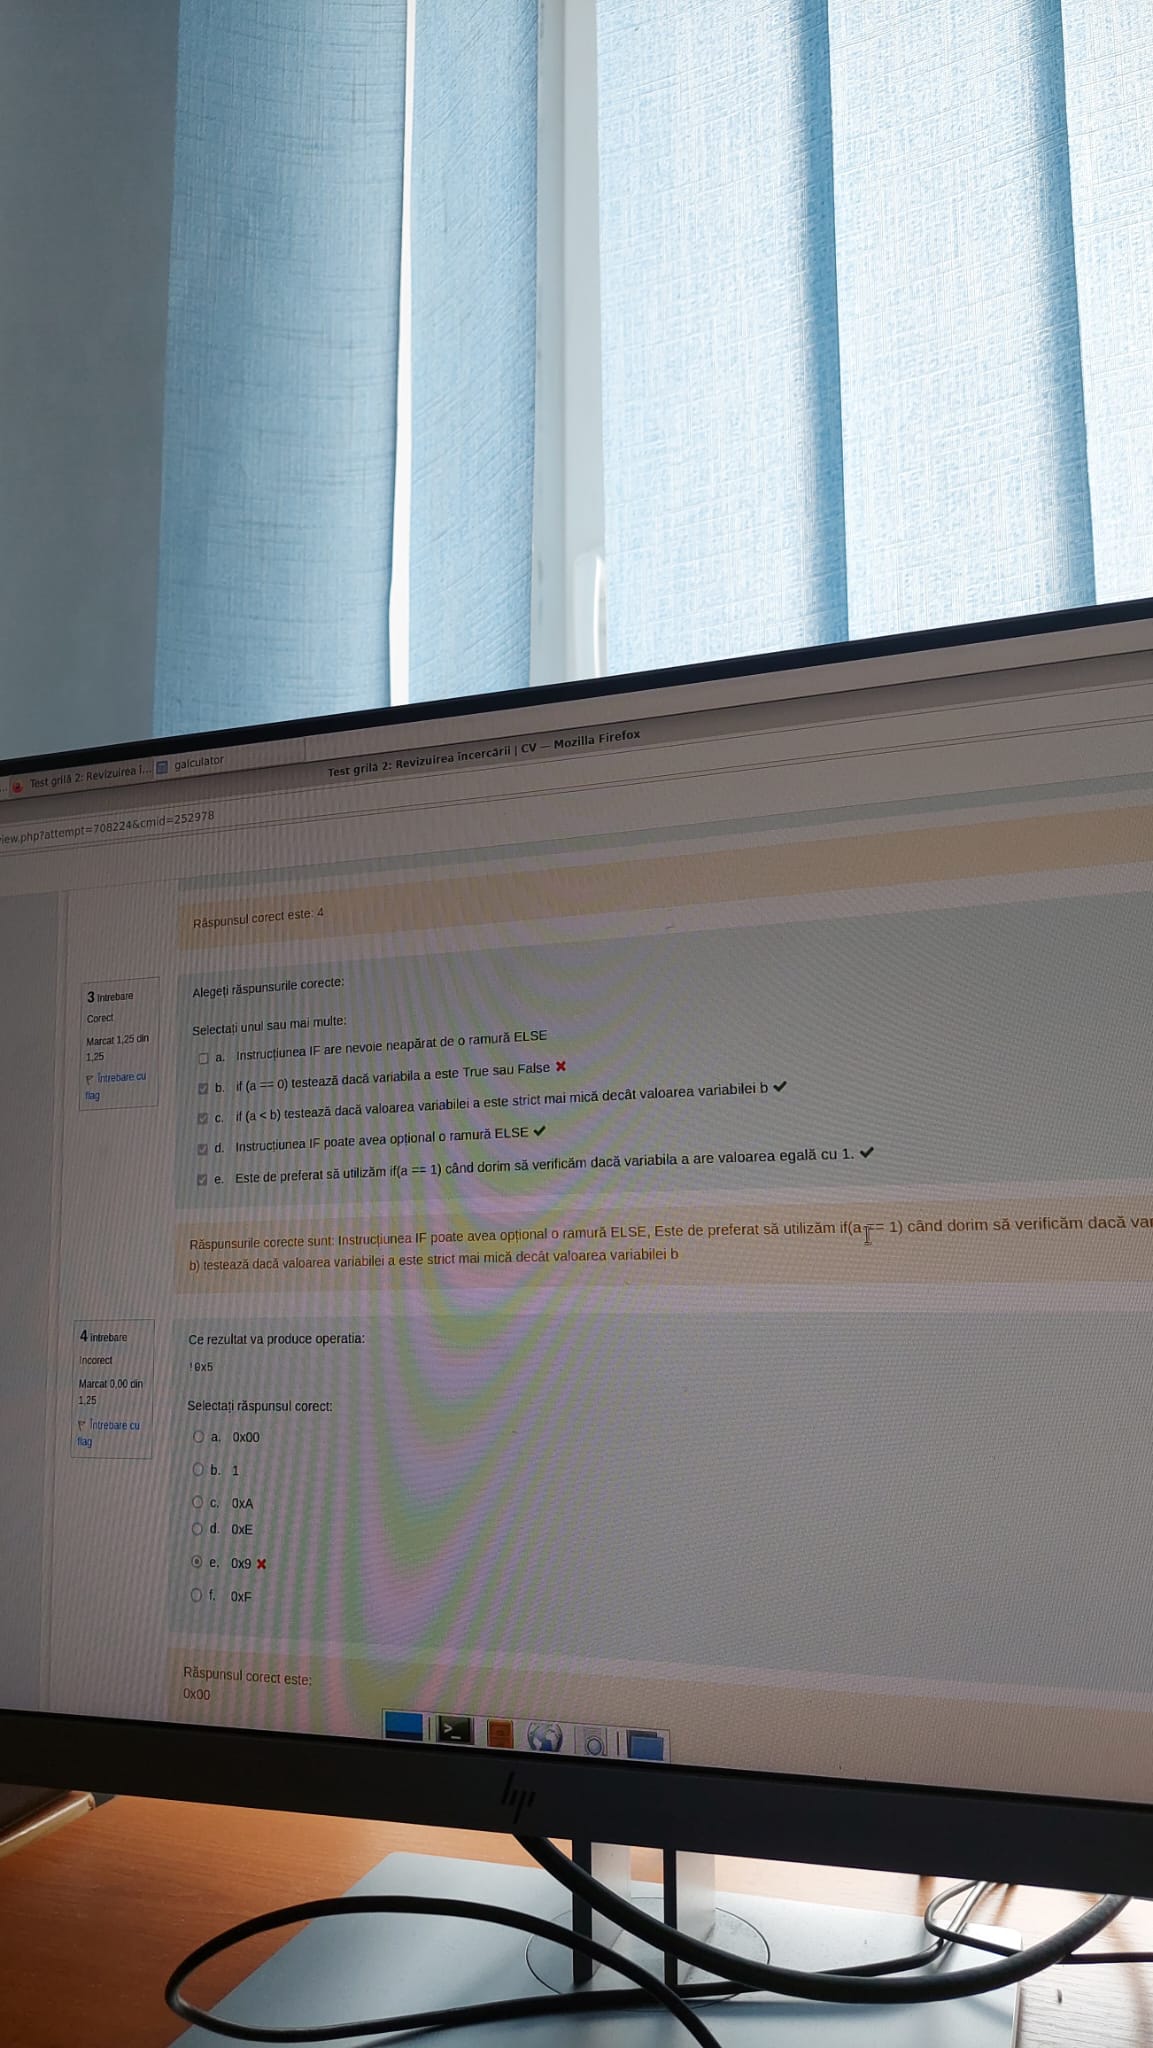 Test grilă 2: Revizuirea î...
galculator
Test grilă 2: Revizuirea încercării | CV — Mozilla Firefox
iew.php?attempt=708224&cmid=252978
Răspunsul corect este: 4
3 Întrebare
Corect
Marcat 1,25 din
1,25
Întrebare cu
flag
Alegeți răspunsurile corecte:
Selectați unul sau mai multe:
a. Instrucțiunea IF are nevoie neapărat de o ramură ELSE
b. if (a == 0) testează dacă variabila a este True sau False
c. if (a < b) testează dacă valoarea variabilei a este strict mai mică decât valoarea variabilei b
d. Instrucțiunea IF poate avea opțional o ramură ELSE
e. Este de preferat să utilizăm if(a == 1) când dorim să verificăm dacă variabila a are valoarea egală cu 1.
Răspunsurile corecte sunt: Instrucțiunea IF poate avea opțional o ramură ELSE, Este de preferat să utilizăm if(a == 1) când dorim să verificăm dacă var
b) testează dacă valoarea variabilei a este strict mai mică decât valoarea variabilei b
4 Întrebare
Incorect
Marcat 0,00 din
1,25
Întrebare cu
flag
Ce rezultat va produce operatia:
!0x5
Selectați răspunsul corect:
a. 0x00
b. 1
c. 0xA
d. 0xE
e. 0x9
f. 0xF
Răspunsul corect este:
0x00
hp